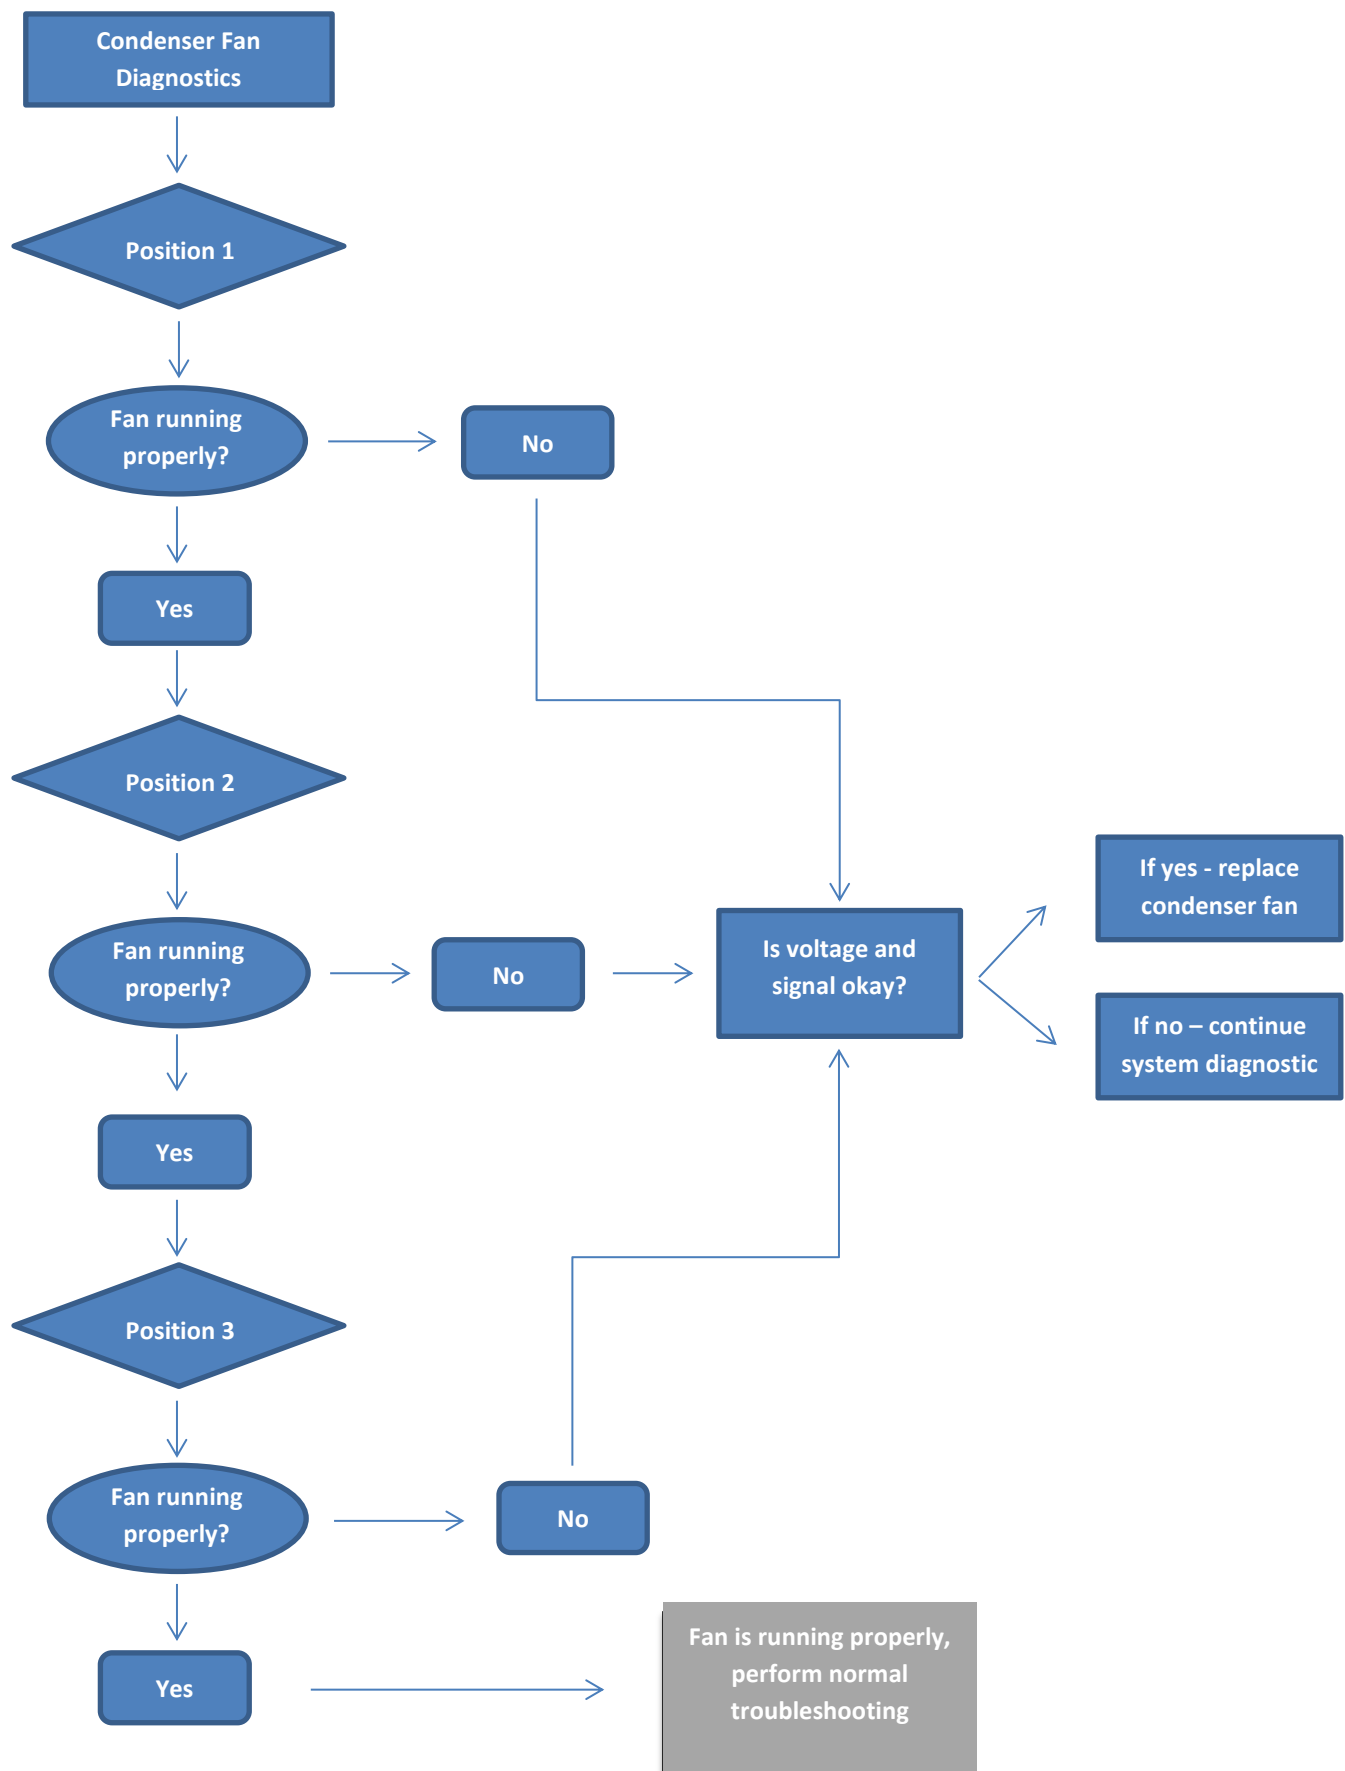 Condenser Fan
Diagnostics
Position 1
Fan running
properly?
No
Yes
Position 2
Fan running
properly?
No
Is voltage and
signal okay?
If yes - replace
condenser fan
If no – continue
system diagnostic
Yes
Position 3
Fan running
properly?
No
Yes
Fan is running properly,
perform normal
troubleshooting